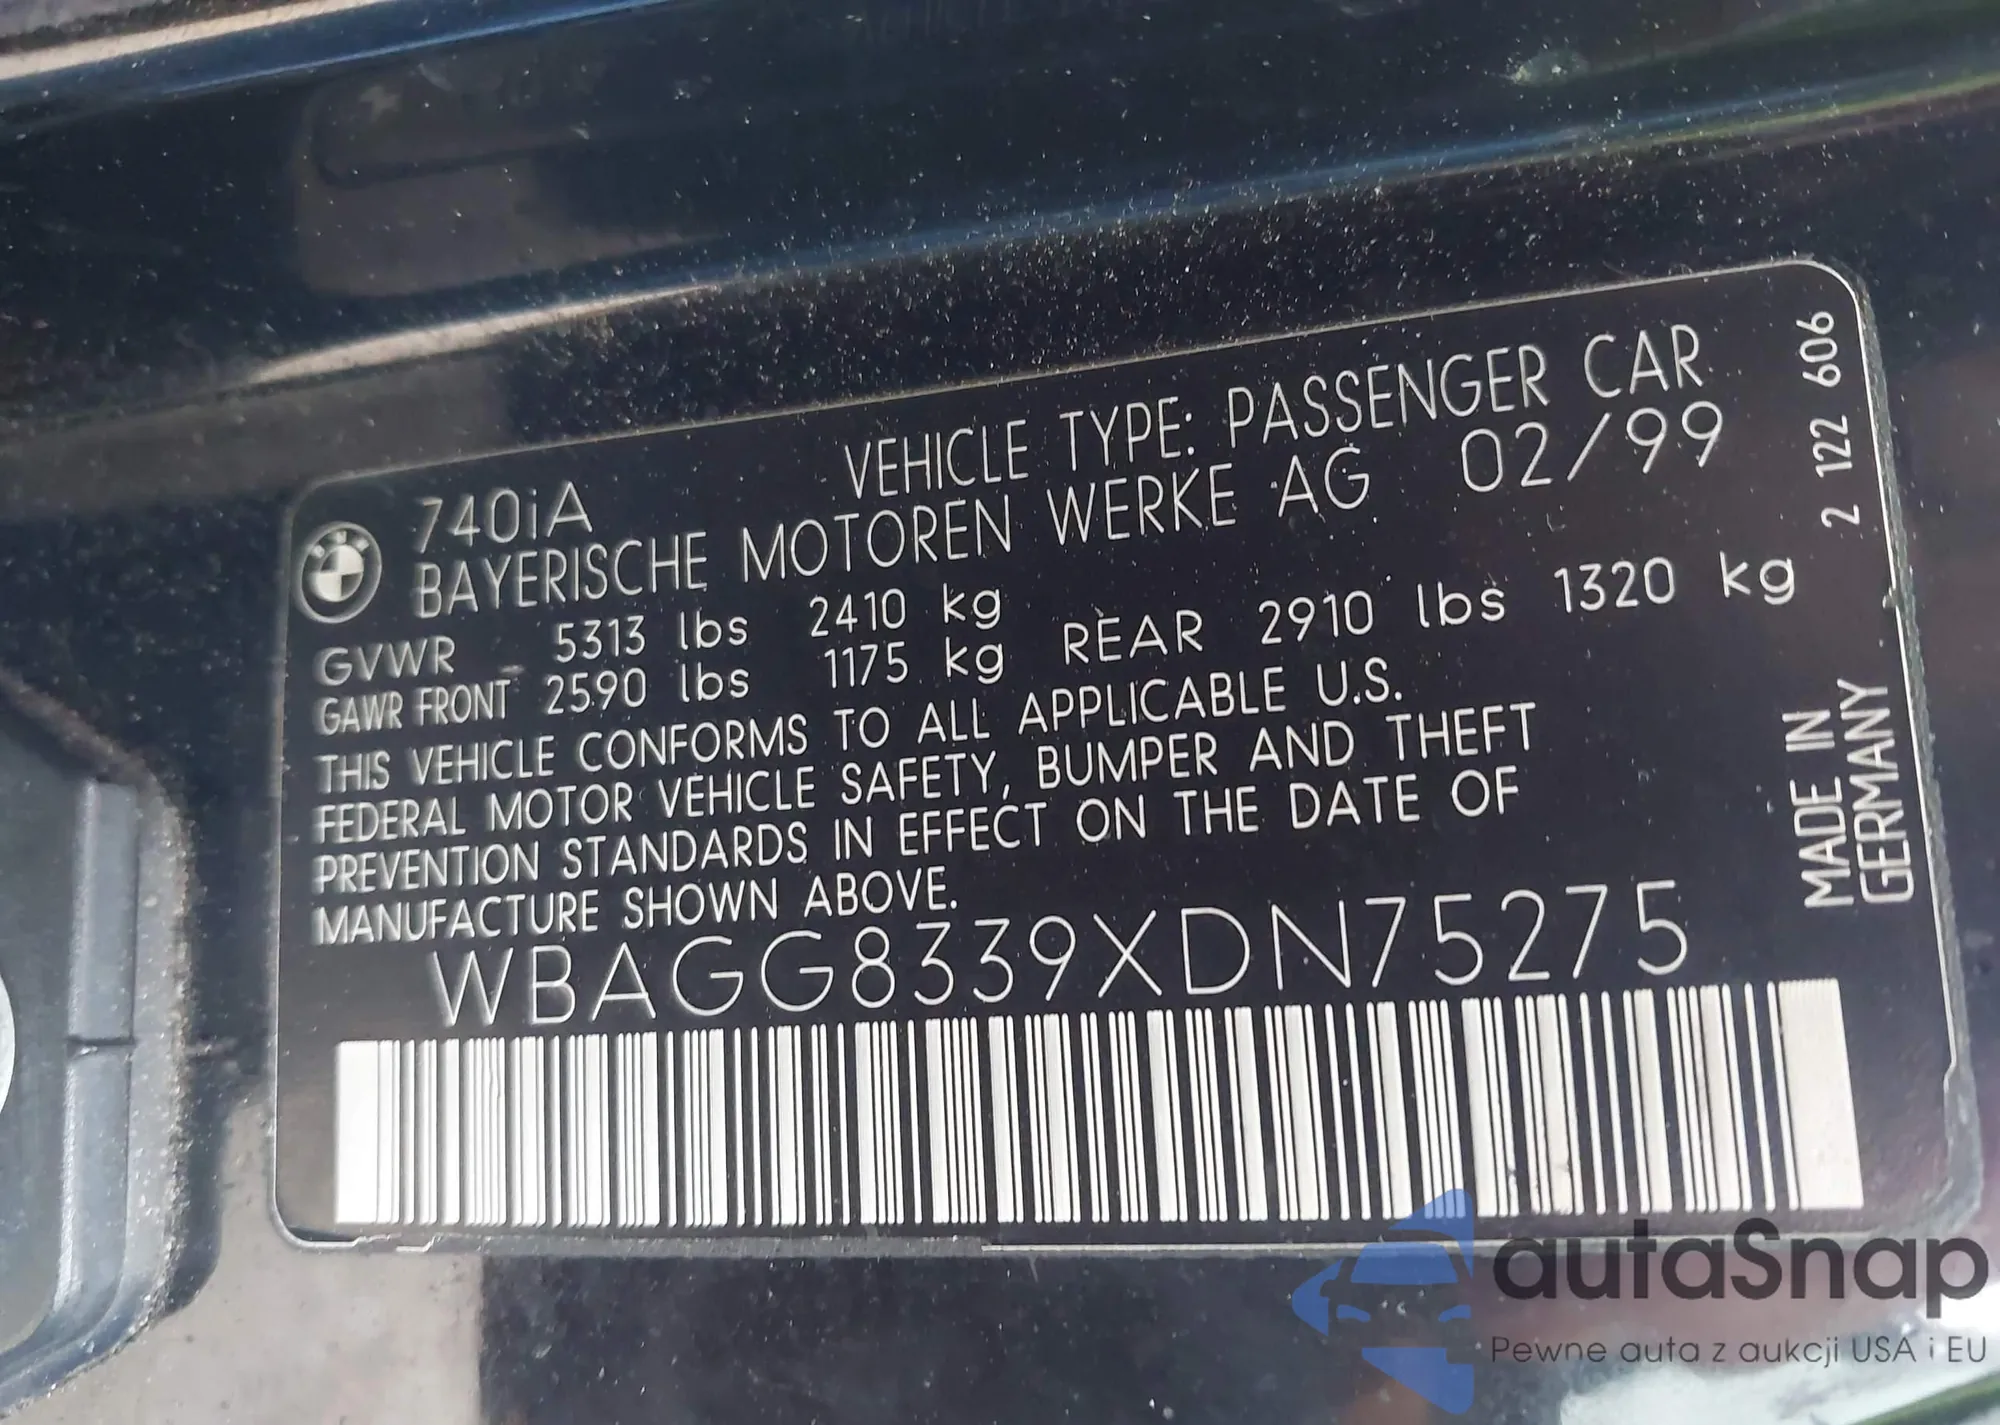 740iA VEHICLE TYPE: PASSENGER CAR
BAYERISCHE MOTOREN WERKE AG 02/99
GVWR 5313 lbs 2410 kg
GAWR FRONT 2590 lbs 1175 kg REAR 2910 lbs 1320 kg
THIS VEHICLE CONFORMS TO ALL APPLICABLE U.S.
FEDERAL MOTOR VEHICLE SAFETY, BUMPER AND THEFT
PREVENTION STANDARDS IN EFFECT ON THE DATE OF
MANUFACTURE SHOWN ABOVE.
WBAGG8339XDN75275
2 122 606
MADE IN
GERMANY
autaSnap
Pewne auta z aukcji USA i EU